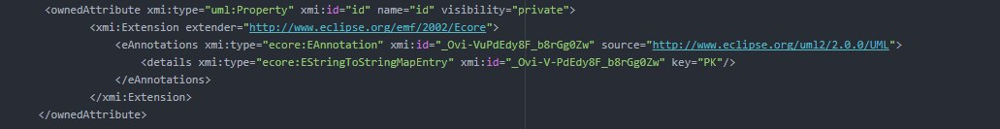 <ownedAttribute xmi:type="uml:Property" xmi:id="id" name="id" visibility="private">
<xmi:Extension extender="http://www.eclipse.org/emf/2002/Ecore">
<eAnnotations xmi:type="ecore:EAnnotation" xmi:id="_Ovi-VuPdEdy8F_b8rGg0Zw" source="http://www.eclipse.org/uml2/2.0.0/UML">
<details xmi:type="ecore:EStringToStringMapEntry" xmi:id="_Ovi-V-PdEdy8F_b8rGg0Zw" key="PK"/>
</eAnnotations>
</xmi:Extension>
</ownedAttribute>